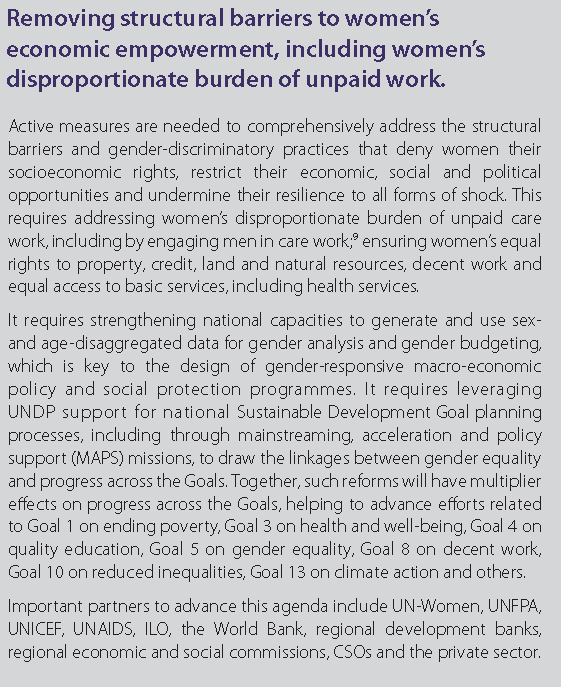 Removing structural barriers to women’s
economic empowerment, including women’s
disproportionate burden of unpaid work.
Active measures are needed to comprehensively address the structural
barriers and gender-discriminatory practices that deny women their
socioeconomic rights, restrict their economic, social and political
opportunities and undermine their resilience to all forms of shock. This
requires addressing women’s disproportionate burden of unpaid care
work, including by engaging men in care work;⁹ ensuring women’s equal
rights to property, credit, land and natural resources, decent work and
equal access to basic services, including health services.
It requires strengthening national capacities to generate and use sex-
and age-disaggregated data for gender analysis and gender budgeting,
which is key to the design of gender-responsive macro-economic
policy and social protection programmes. It requires leveraging
UNDP support for national Sustainable Development Goal planning
processes, including through mainstreaming, acceleration and policy
support (MAPS) missions, to draw the linkages between gender equality
and progress across the Goals. Together, such reforms will have multiplier
effects on progress across the Goals, helping to advance efforts related
to Goal 1 on ending poverty, Goal 3 on health and well-being, Goal 4 on
quality education, Goal 5 on gender equality, Goal 8 on decent work,
Goal 10 on reduced inequalities, Goal 13 on climate action and others.
Important partners to advance this agenda include UN-Women, UNFPA,
UNICEF, UNAIDS, ILO, the World Bank, regional development banks,
regional economic and social commissions, CSOs and the private sector.